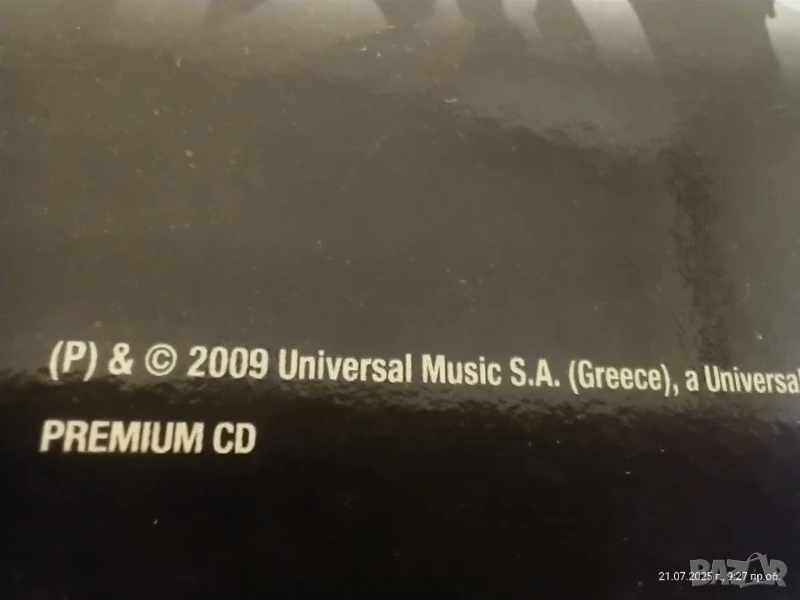 (P) & © 2009 Universal Music S.A. (Greece), a Universal
PREMIUM CD
21.07.2025 г., 9:27 пр.об.
BAZAR